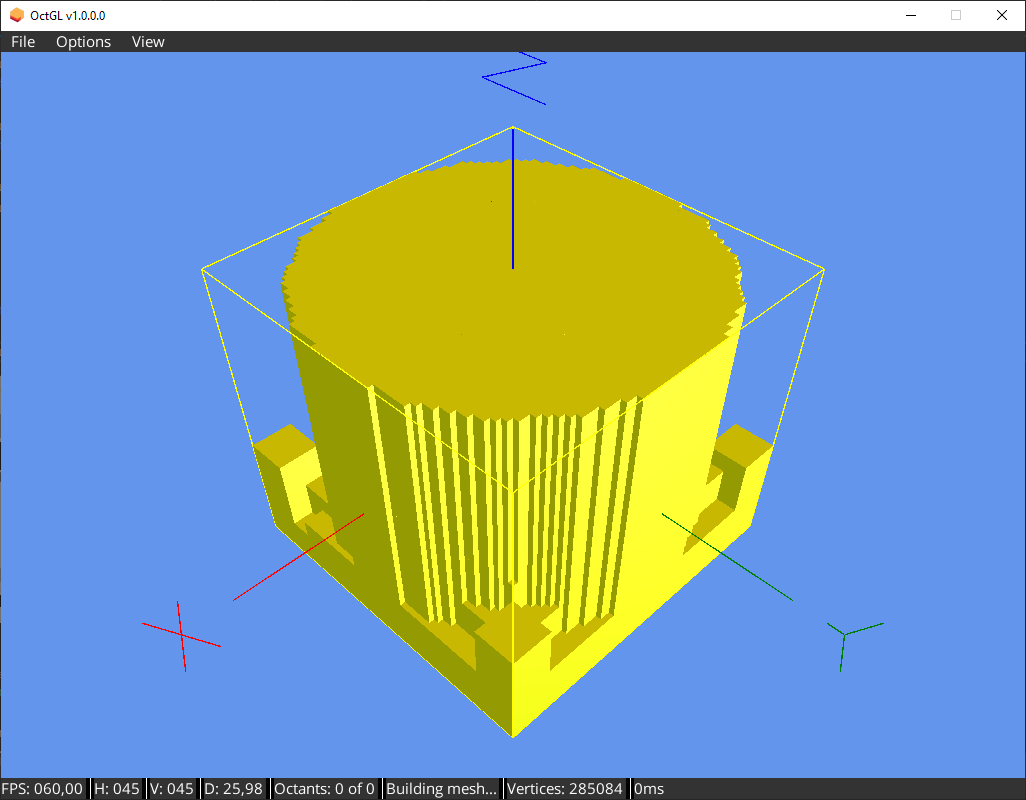 OctGL v1.0.0.0
File Options View
Z
X
Y
FPS: 060,00 H: 045 V: 045 D: 25,98 Octants: 0 of 0 Building mesh... Vertices: 285084 0ms